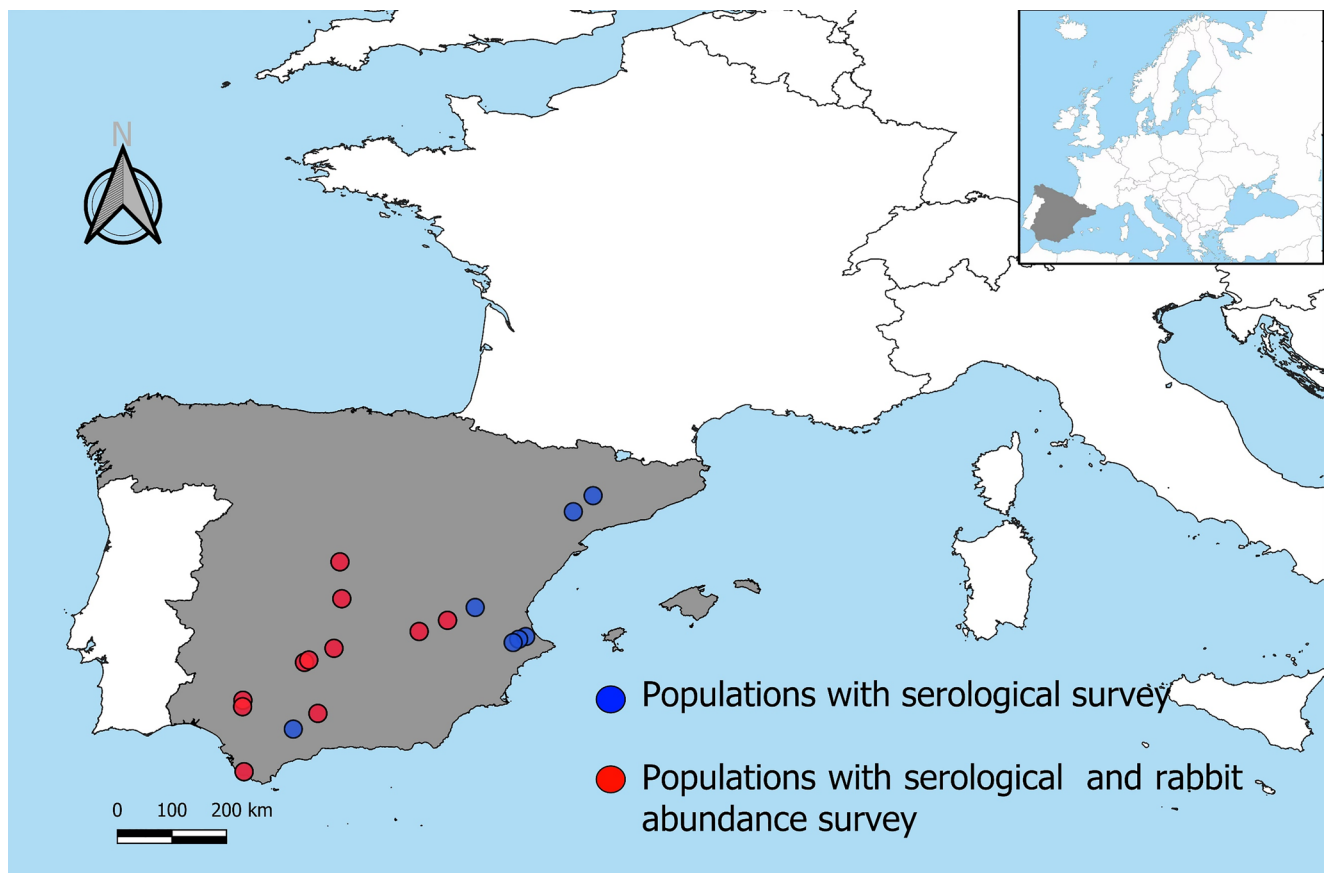 N
Populations with serological survey
Populations with serological and rabbit
abundance survey
0 100 200 km